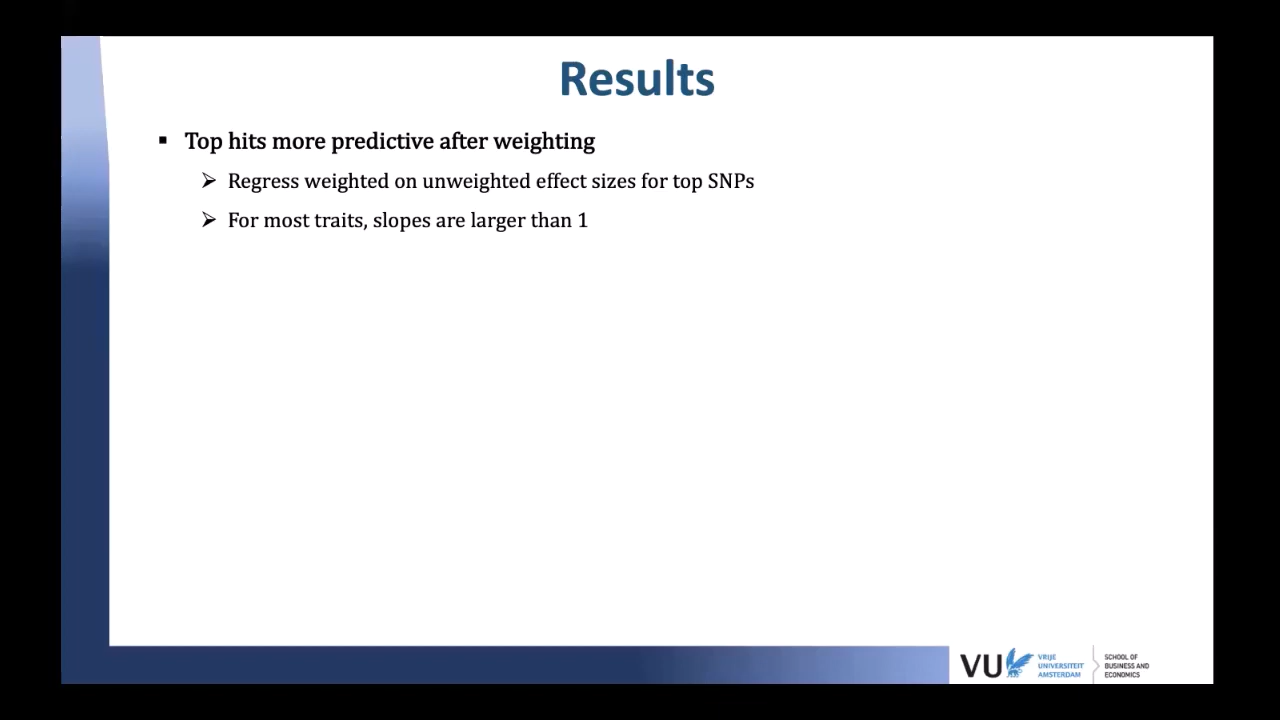 Results
▪ Top hits more predictive after weighting
➢ Regress weighted on unweighted effect sizes for top SNPs
➢ For most traits, slopes are larger than 1
VU
VRIJE
UNIVERSITEIT
AMSTERDAM
SCHOOL OF
BUSINESS AND
ECONOMICS